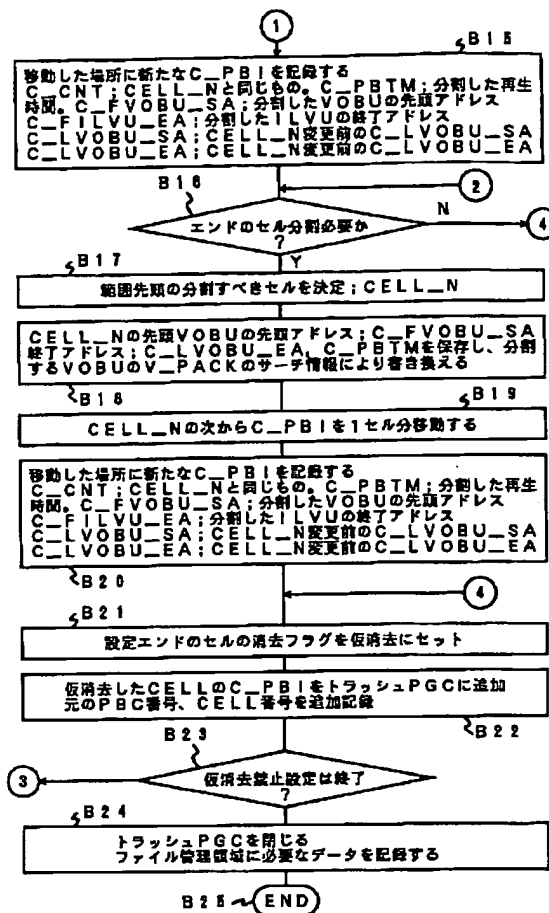 ①
B15
移動した場所に新たなC_PBIを記録する
C_CNT;CELL_Nと同じもの。C_PBTM;分割した再生
時間。C_FVOBU_SA;分割したVOBUの先頭アドレス
C_FILVU_EA;分割したILVUの終了アドレス
C_LVOBU_SA;CELL_N変更前のC_LVOBU_SA
C_LVOBU_EA;CELL_N変更前のC_LVOBU_EA
B16
②
エンドのセル分割必要か
?
N
④
Y
B17
範囲先頭の分割すべきセルを決定;CELL_N
CELL_Nの先頭VOBUの先頭アドレス;C_FVOBU_SA
終了アドレス;C_LVOBU_EA、C_PBTMを保存し、分割
するVOBUのV_PACKのサーチ情報により書き換える
B18
B19
CELL_Nの次からC_PBIを1セル分移動する
移動した場所に新たなC_PBIを記録する
C_CNT;CELL_Nと同じもの。C_PBTM;分割した再生
時間。C_FVOBU_SA;分割したVOBUの先頭アドレス
C_FILVU_EA;分割したILVUの終了アドレス
C_LVOBU_SA;CELL_N変更前のC_LVOBU_SA
C_LVOBU_EA;CELL_N変更前のC_LVOBU_EA
B20
B21
④
設定エンドのセルの消去フラグを仮消去にセット
仮消去したCELLのC_PBIをトラッシュPGCに追加
元のPBC番号、CELL番号を追加記録
B22
B23
③
仮消去禁止設定は終了
?
B24
トラッシュPGCを閉じる
ファイル管理領域に必要なデータを記録する
B25
END